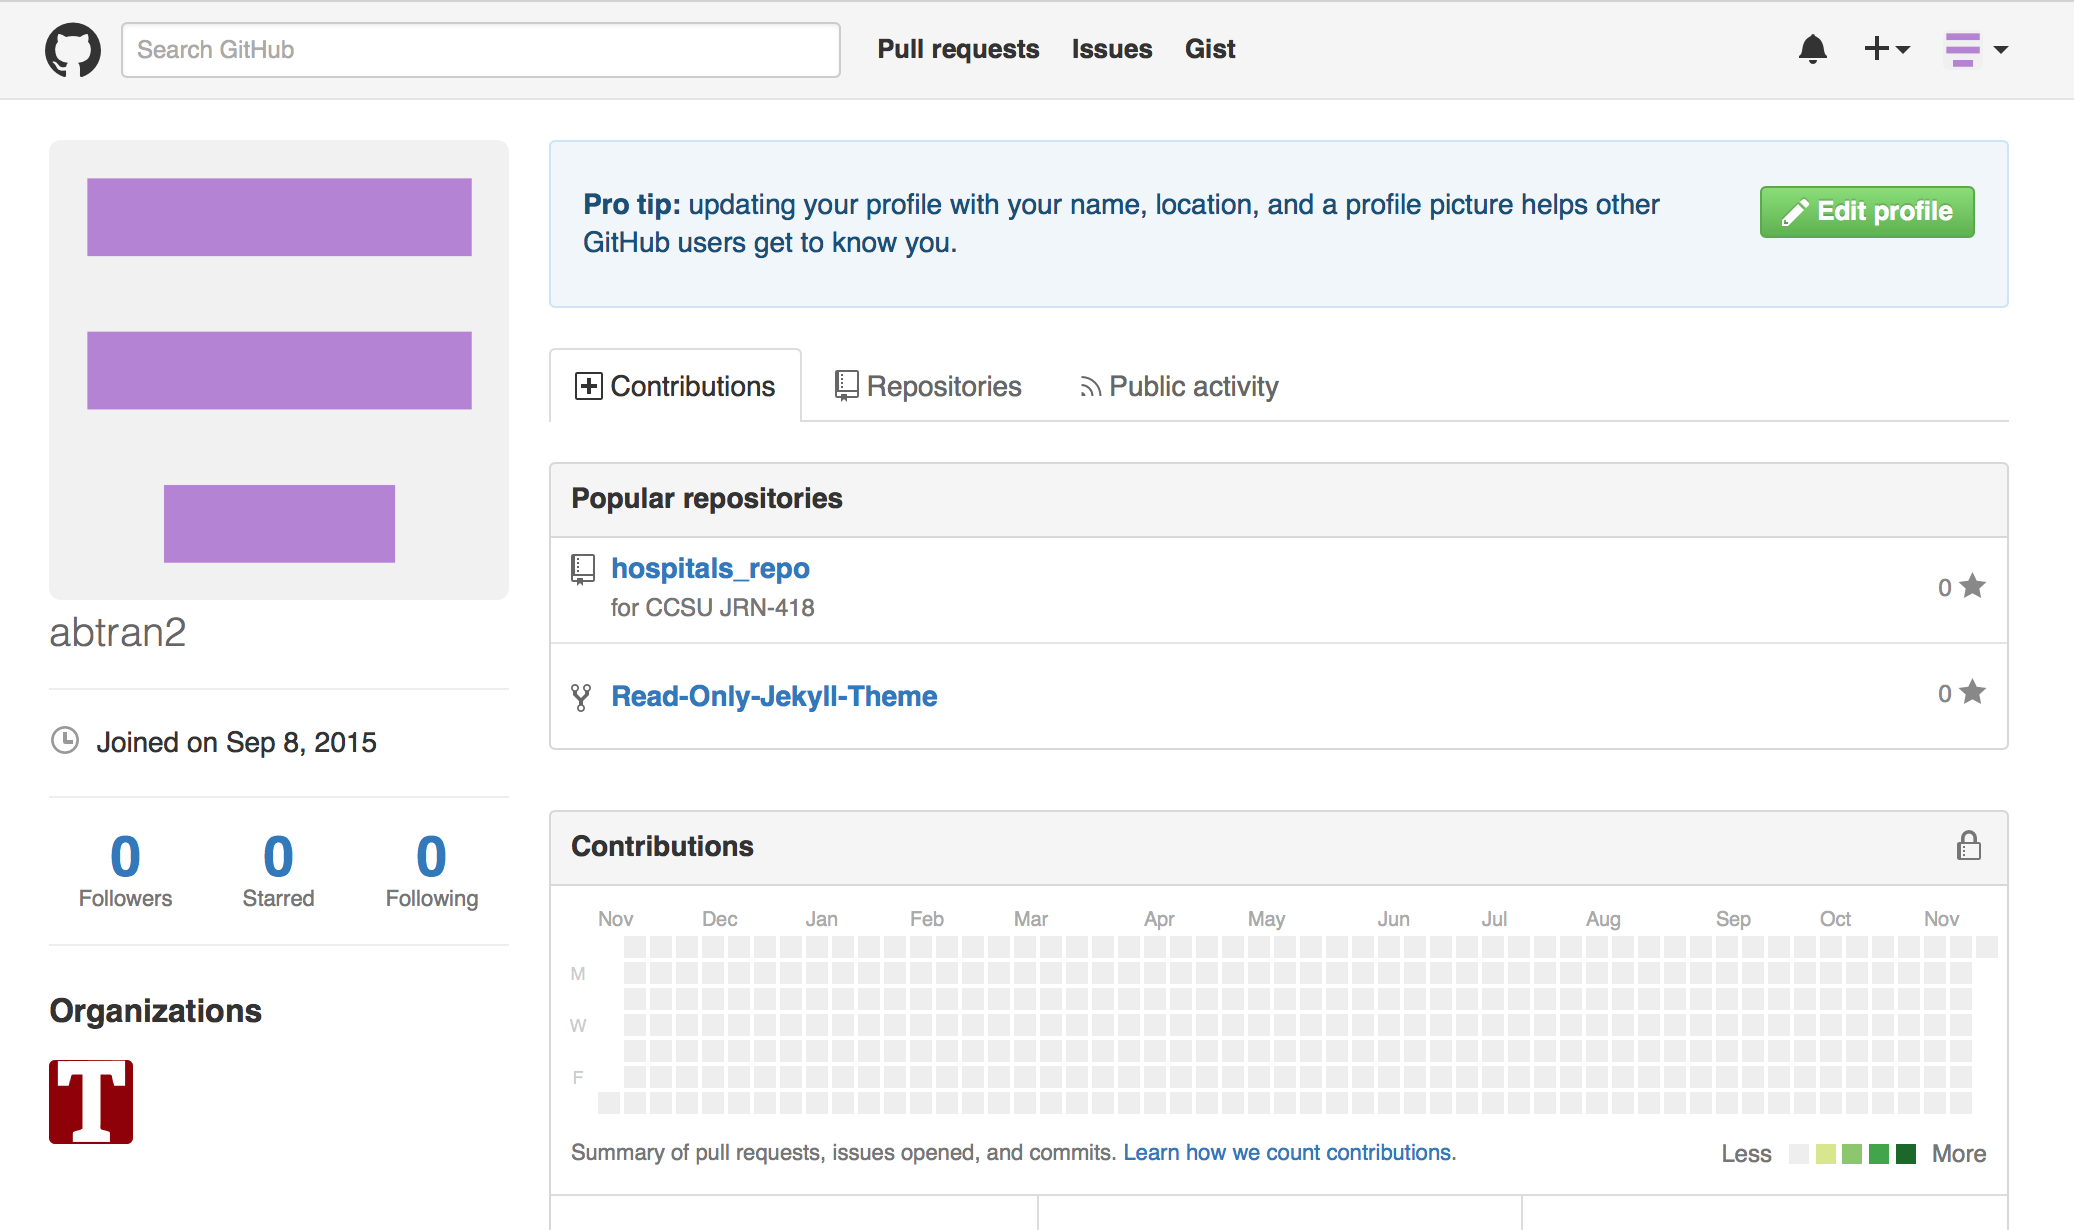 Search GitHub
Pull requests Issues Gist
Pro tip: updating your profile with your name, location, and a profile picture helps other
GitHub users get to know you.
Edit profile
abtran2
Joined on Sep 8, 2015
0 0 0
Followers Starred Following
Organizations
T
Contributions Repositories Public activity
Popular repositories
hospitals_repo
for CCSU JRN-418
0
Read-Only-Jekyll-Theme
0
Contributions
Nov Dec Jan Feb Mar Apr May Jun Jul Aug Sep Oct Nov
M
W
F
Summary of pull requests, issues opened, and commits. Learn how we count contributions.
Less More